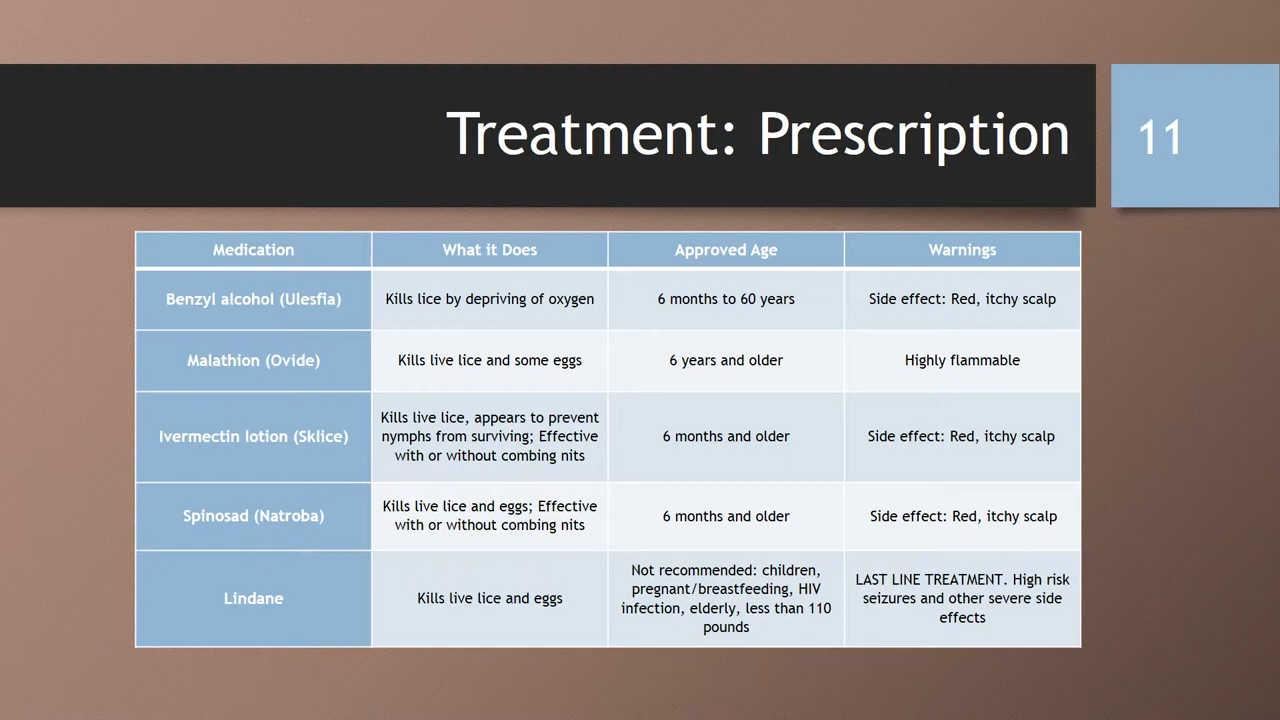 Treatment: Prescription
11
Medication
What it Does
Approved Age
Warnings
Benzyl alcohol (Ulesfia)
Kills lice by depriving of oxygen
6 months to 60 years
Side effect: Red, itchy scalp
Malathion (Ovide)
Kills live lice and some eggs
6 years and older
Highly flammable
Ivermectin lotion (Sklice)
Kills live lice, appears to prevent
nymphs from surviving; Effective
with or without combing nits
6 months and older
Side effect: Red, itchy scalp
Spinosad (Natroba)
Kills live lice and eggs; Effective
with or without combing nits
6 months and older
Side effect: Red, itchy scalp
Lindane
Kills live lice and eggs
Not recommended: children,
pregnant/breastfeeding, HIV
infection, elderly, less than 110
pounds
LAST LINE TREATMENT. High risk
seizures and other severe side
effects